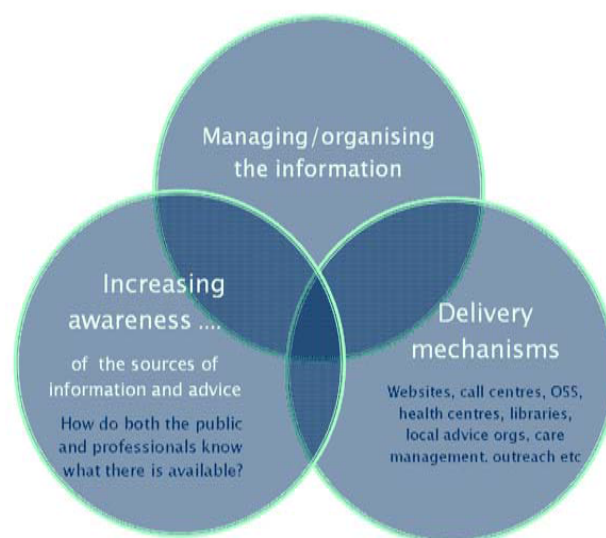 Managing/organising
the information
Increasing
awareness ....
of the sources of
information and advice
How do both the public
and professionals know
what there is available?
Delivery
mechanisms
Websites, call centres, OSS,
health centres, libraries,
local advice orgs, care
management. outreach etc